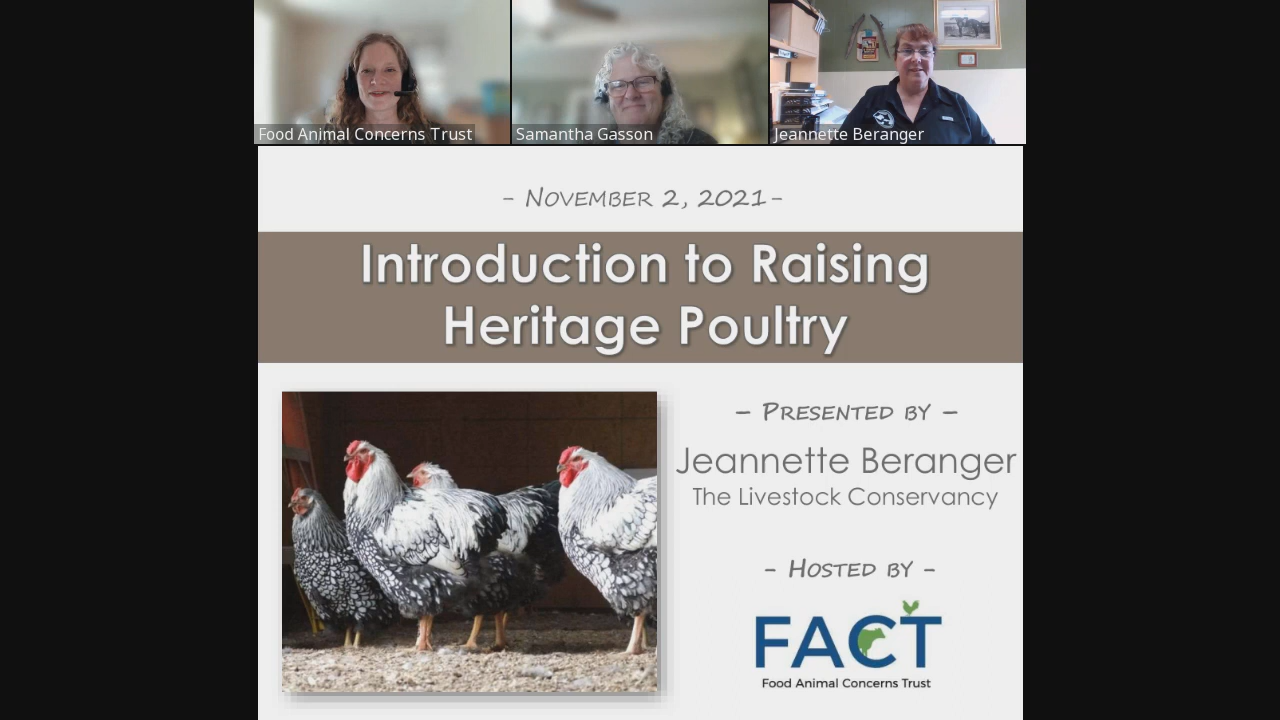 Food Animal Concerns Trust
Samantha Gasson
Jeannette Beranger
- November 2, 2021 -
Introduction to Raising
Heritage Poultry
- Presented by -
Jeannette Beranger
The Livestock Conservancy
- Hosted by -
FACT
Food Animal Concerns Trust